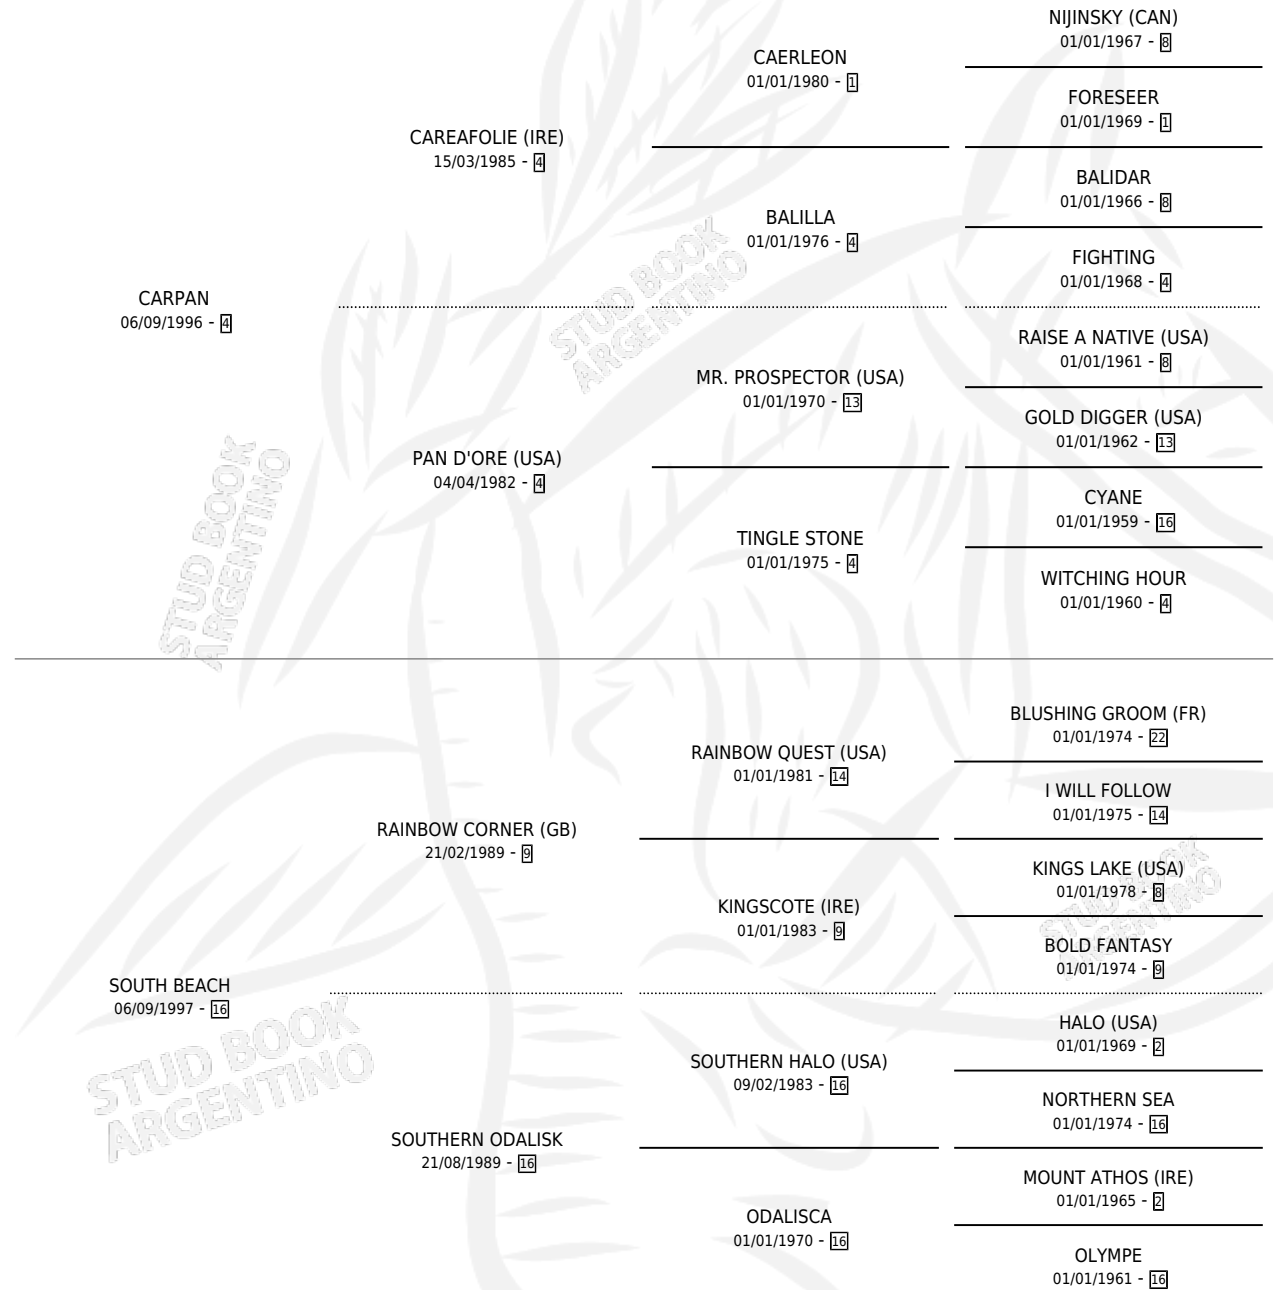 NIJINSKY (CAN)
01/01/1967 - 8
CAERLEON
01/01/1980 - 1
FORESEER
01/01/1969 - 1
CAREAFOLIE (IRE)
15/03/1985 - 4
BALIDAR
01/01/1966 - 8
BALILLA
01/01/1976 - 4
FIGHTING
01/01/1968 - 4
CARPAN
06/09/1996 - 4
STUD BOOK
ARGENTINO
RAISE A NATIVE (USA)
01/01/1961 - 8
MR. PROSPECTOR (USA)
01/01/1970 - 13
GOLD DIGGER (USA)
01/01/1962 - 13
PAN D'ORE (USA)
04/04/1982 - 4
CYANE
01/01/1959 - 16
TINGLE STONE
01/01/1975 - 4
WITCHING HOUR
01/01/1960 - 4
STUD BOOK
ARGENTINO
BLUSHING GROOM (FR)
01/01/1974 - 22
RAINBOW QUEST (USA)
01/01/1981 - 14
I WILL FOLLOW
01/01/1975 - 14
RAINBOW CORNER (GB)
21/02/1989 - 9
KINGS LAKE (USA)
01/01/1978 - 8
KINGSCOTE (IRE)
01/01/1983 - 9
BOLD FANTASY
01/01/1974 - 9
STUD BOOK
ARGENTINO
SOUTH BEACH
06/09/1997 - 16
HALO (USA)
01/01/1969 - 2
SOUTHERN HALO (USA)
09/02/1983 - 16
NORTHERN SEA
01/01/1974 - 16
STUD BOOK
ARGENTINO
SOUTHERN ODALISK
21/08/1989 - 16
MOUNT ATHOS (IRE)
01/01/1965 - 2
ODALISCA
01/01/1970 - 16
OLYMPE
01/01/1961 - 16